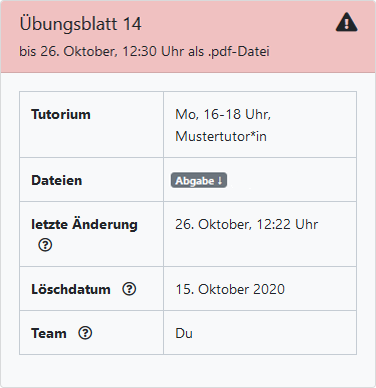 Übungsblatt 14
bis 26. Oktober, 12:30 Uhr als .pdf-Datei
Tutorium
Mo, 16-18 Uhr,
Mustertutor*in
Dateien
Abgabe ↓
letzte Änderung
26. Oktober, 12:22 Uhr
Löschdatum
15. Oktober 2020
Team
Du